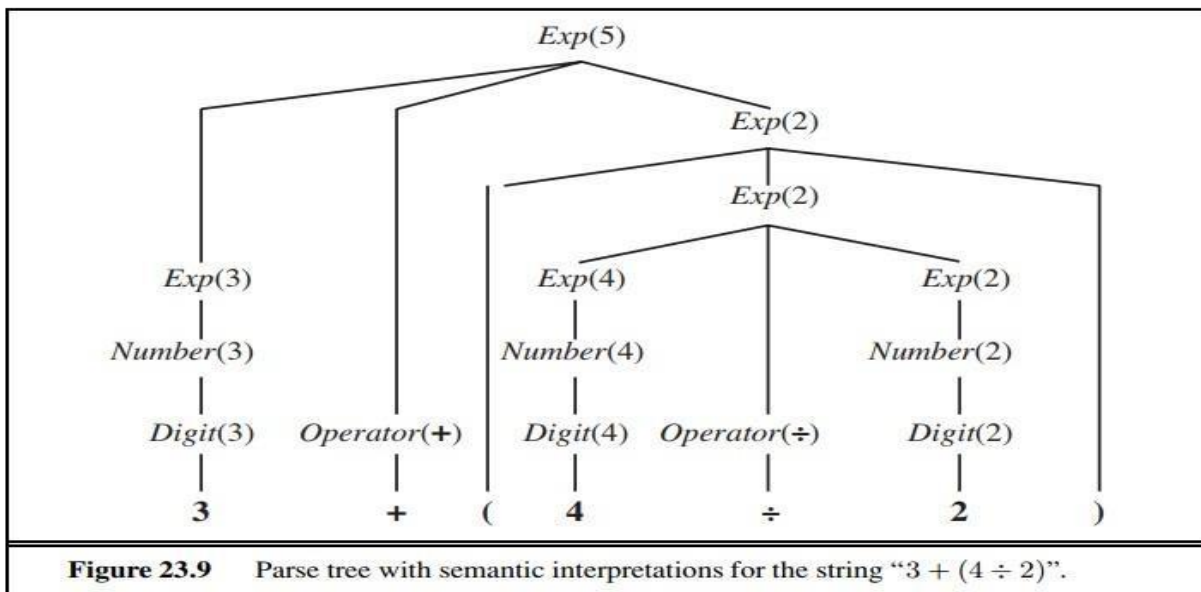 Exp(5)
Exp(2)
Exp(2)
Exp(3) Exp(4) Exp(2)
Number(3) Number(4) Number(2)
Digit(3) Operator(+) Digit(4) Operator(÷) Digit(2)
3 + ( 4 ÷ 2 )
Figure 23.9 Parse tree with semantic interpretations for the string “3 + (4 ÷ 2)”.